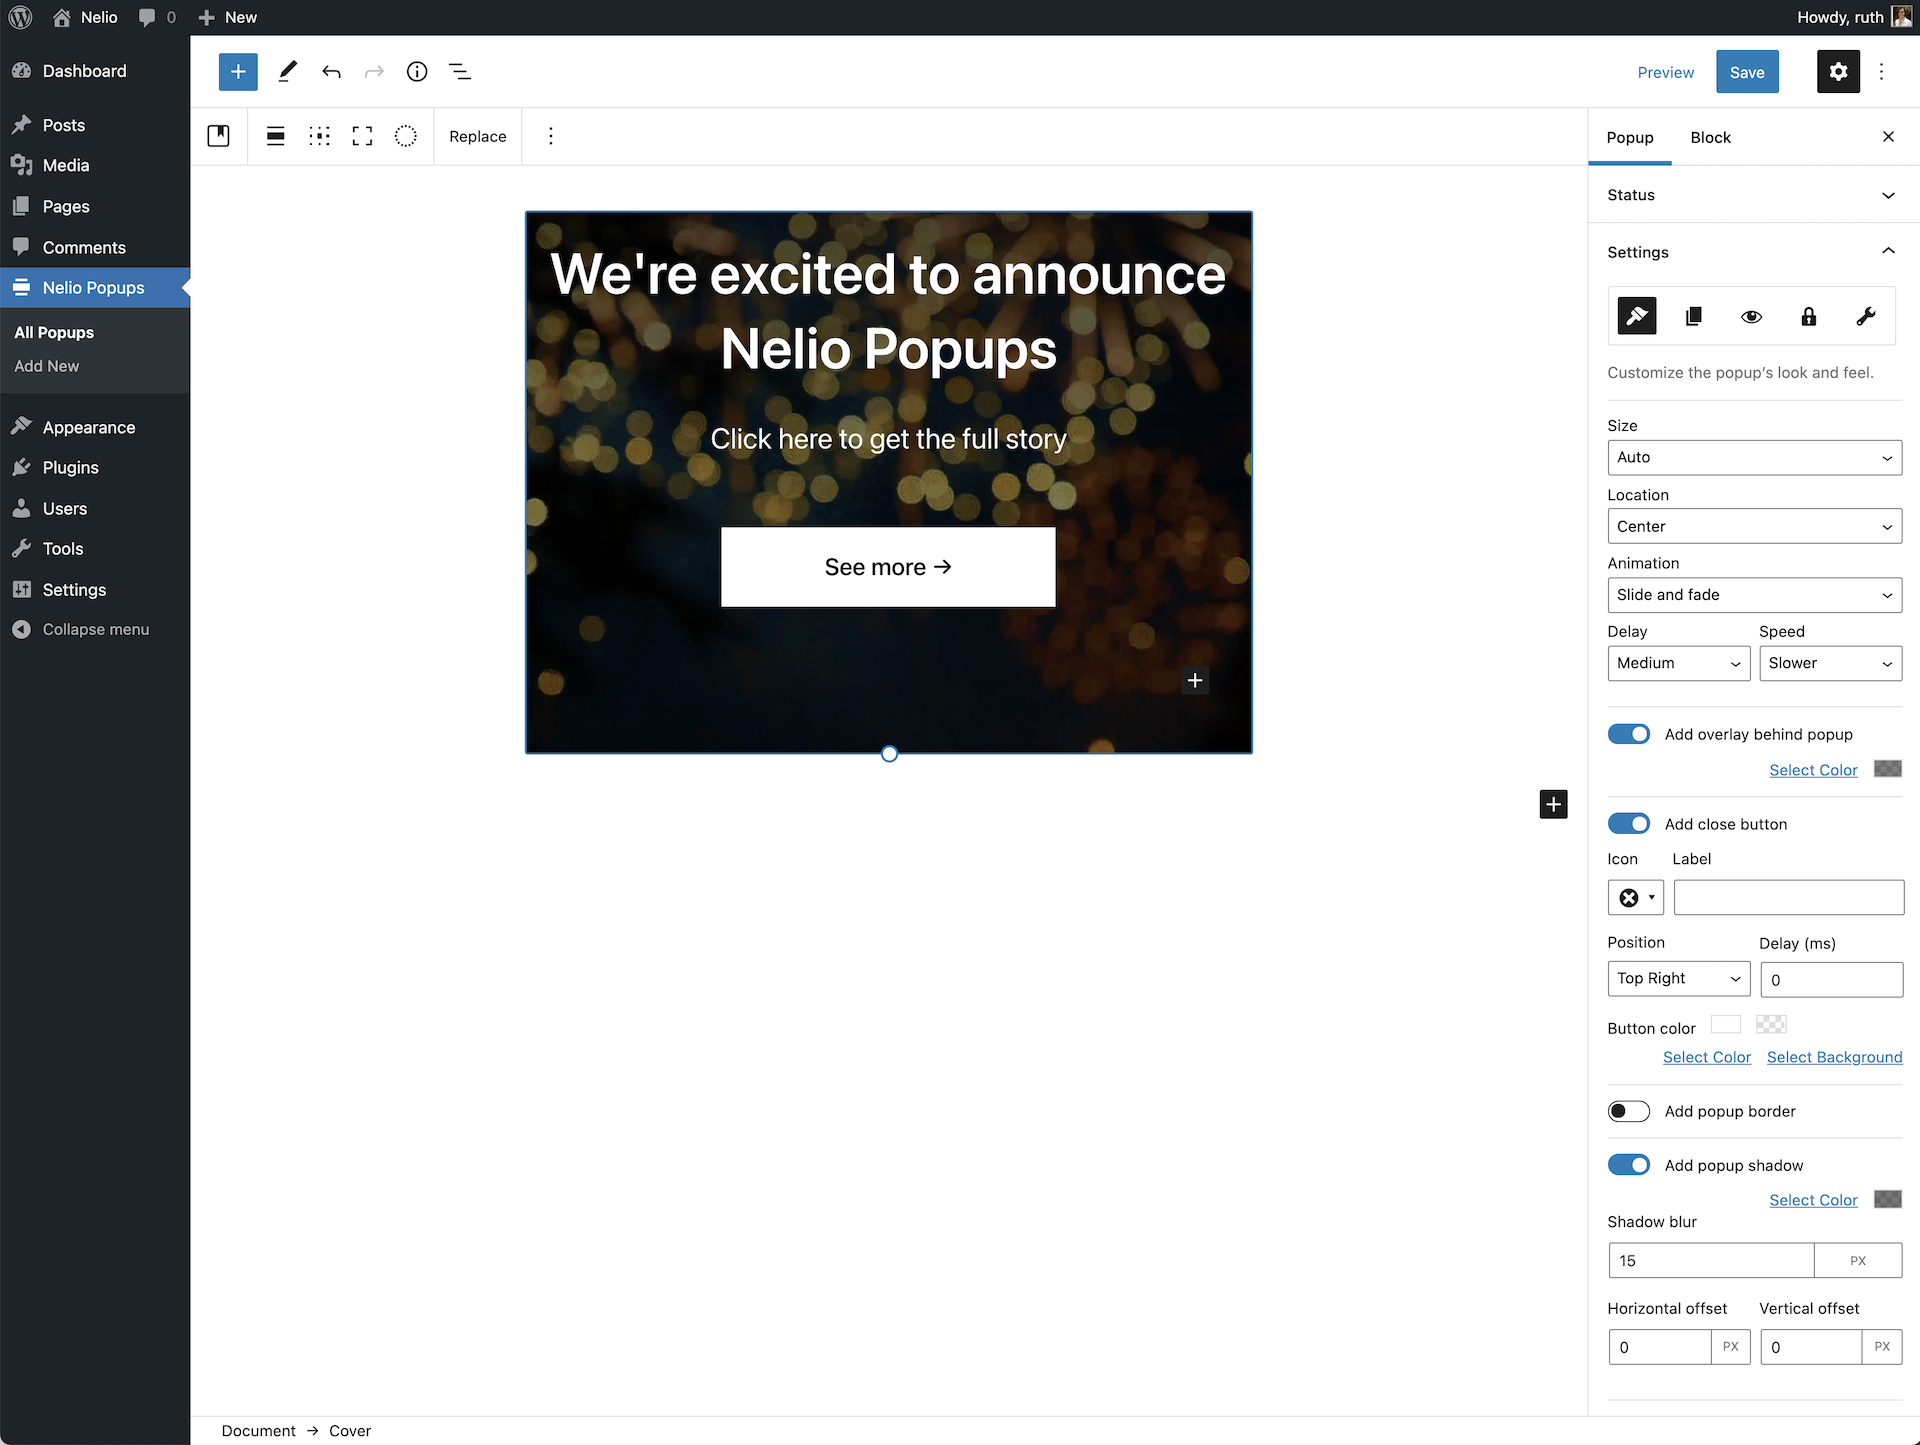 Nelio
0
New
Howdy, ruth
Dashboard
Posts
Media
Pages
Comments
Nelio Popups
All Popups
Add New
Appearance
Plugins
Users
Tools
Settings
Collapse menu
Preview
Save
Replace
We're excited to announce
Nelio Popups
Click here to get the full story
See more →
Popup
Block
Status
Settings
Customize the popup’s look and feel.
Size
Auto
Location
Center
Animation
Slide and fade
Delay
Speed
Medium
Slower
Add overlay behind popup
Select Color
Add close button
Icon
Label
Position
Delay (ms)
Top Right
0
Button color
Select Color
Select Background
Add popup border
Add popup shadow
Select Color
Shadow blur
15
PX
Horizontal offset
Vertical offset
0
PX
0
PX
Document → Cover